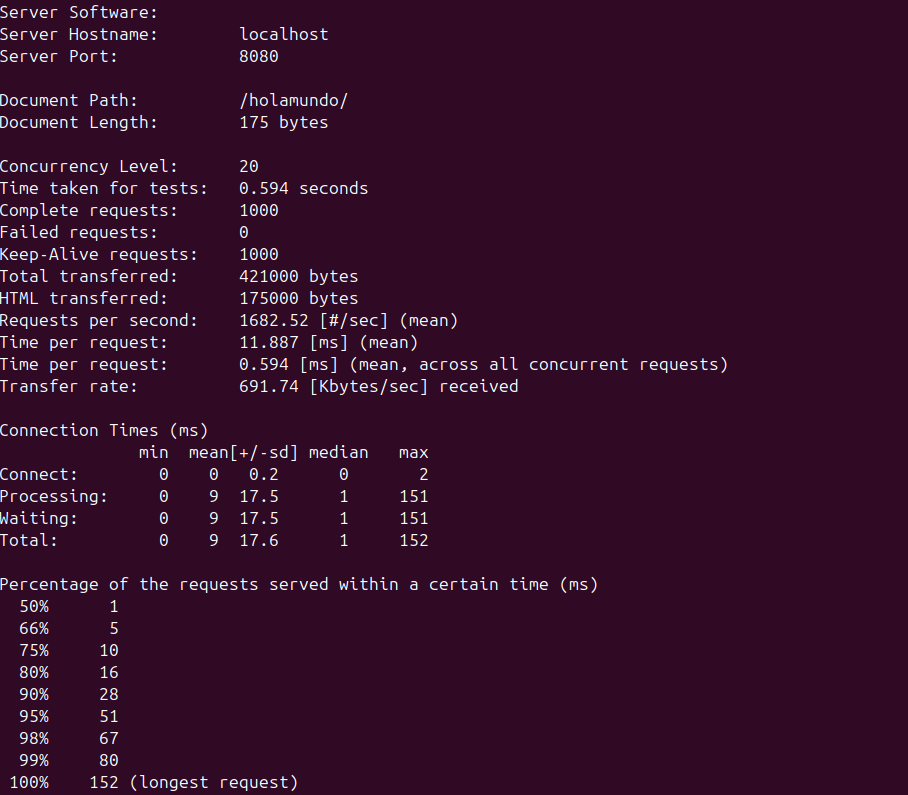 Server Software:
Server Hostname:        localhost
Server Port:            8080

Document Path:          /holamundo/
Document Length:        175 bytes

Concurrency Level:      20
Time taken for tests:   0.594 seconds
Complete requests:      1000
Failed requests:        0
Keep-Alive requests:    1000
Total transferred:      421000 bytes
HTML transferred:       175000 bytes
Requests per second:    1682.52 [#/sec] (mean)
Time per request:       11.887 [ms] (mean)
Time per request:       0.594 [ms] (mean, across all concurrent requests)
Transfer rate:          691.74 [Kbytes/sec] received

Connection Times (ms)
              min  mean[+/-sd] median   max
Connect:        0    0   0.2      0       2
Processing:     0    9  17.5      1     151
Waiting:        0    9  17.5      1     151
Total:          0    9  17.6      1     152

Percentage of the requests served within a certain time (ms)
  50%      1
  66%      5
  75%     10
  80%     16
  90%     28
  95%     51
  98%     67
  99%     80
 100%    152 (longest request)